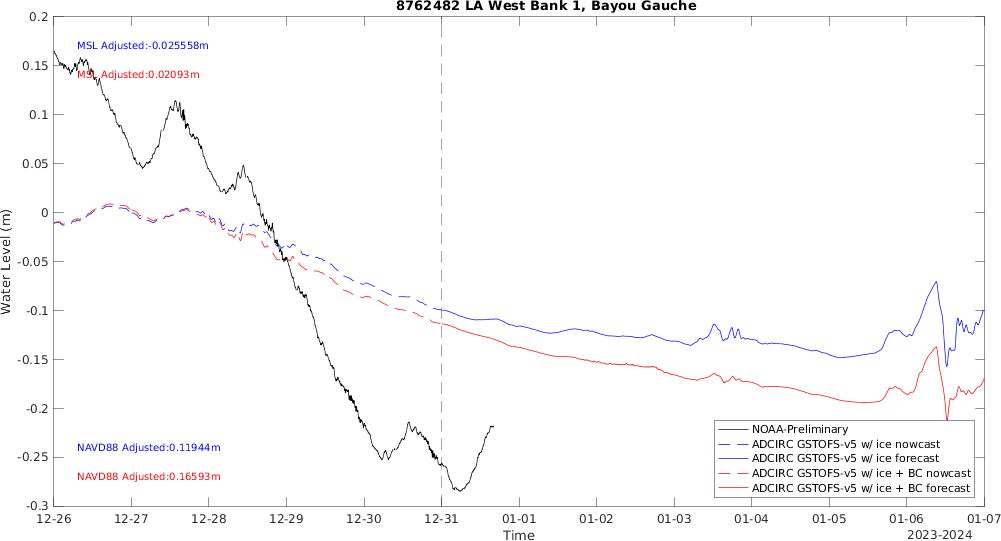 8762482 LA West Bank 1, Bayou Gauche
0.2
0.15
0.1
0.05
0
-0.05
-0.1
-0.15
-0.2
-0.25
-0.3
Water Level (m)
MSL Adjusted:-0.025558m
MSL Adjusted:0.02093m
NAVD88 Adjusted:0.11944m
NAVD88 Adjusted:0.16593m
NOAA-Preliminary
ADCIRC GSTOFS-v5 w/ ice nowcast
ADCIRC GSTOFS-v5 w/ ice forecast
ADCIRC GSTOFS-v5 w/ ice + BC nowcast
ADCIRC GSTOFS-v5 w/ ice + BC forecast
12-26 12-27 12-28 12-29 12-30 12-31 01-01 01-02 01-03 01-04 01-05 01-06 01-07
Time
2023-2024